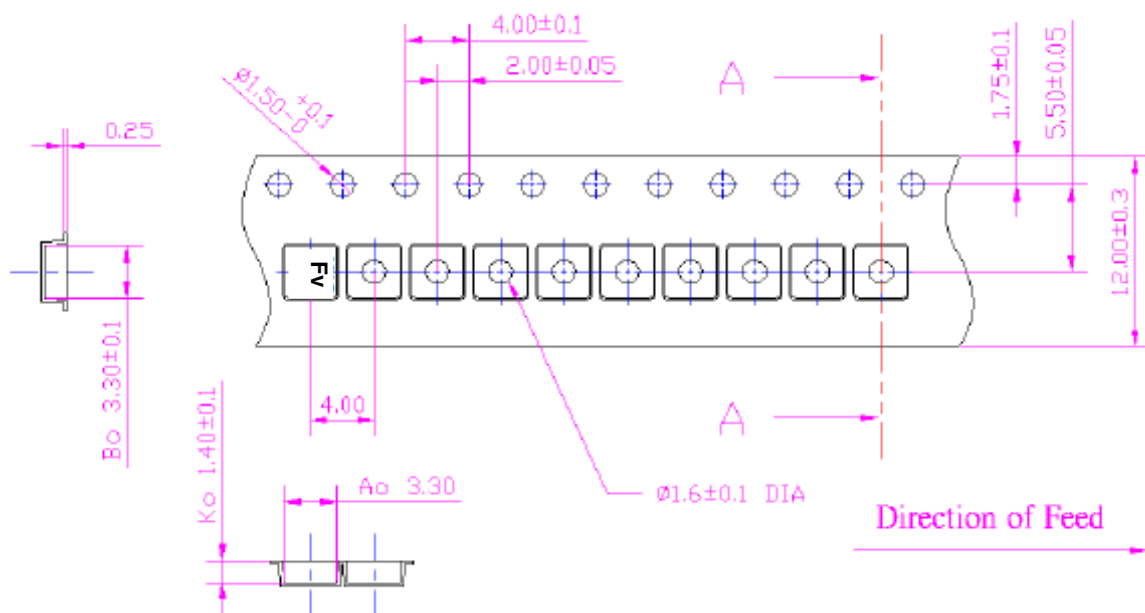 4.00±0.1
2.00±0.05
Ø1.50 +0.1
-0
0.25
A
1.75±0.1
5.50±0.05
12.00±0.3
Fv
Bo 3.30±0.1
4.00
A
Ko 1.40±0.1
Ao 3.30
Ø1.6±0.1 DIA
Direction of Feed